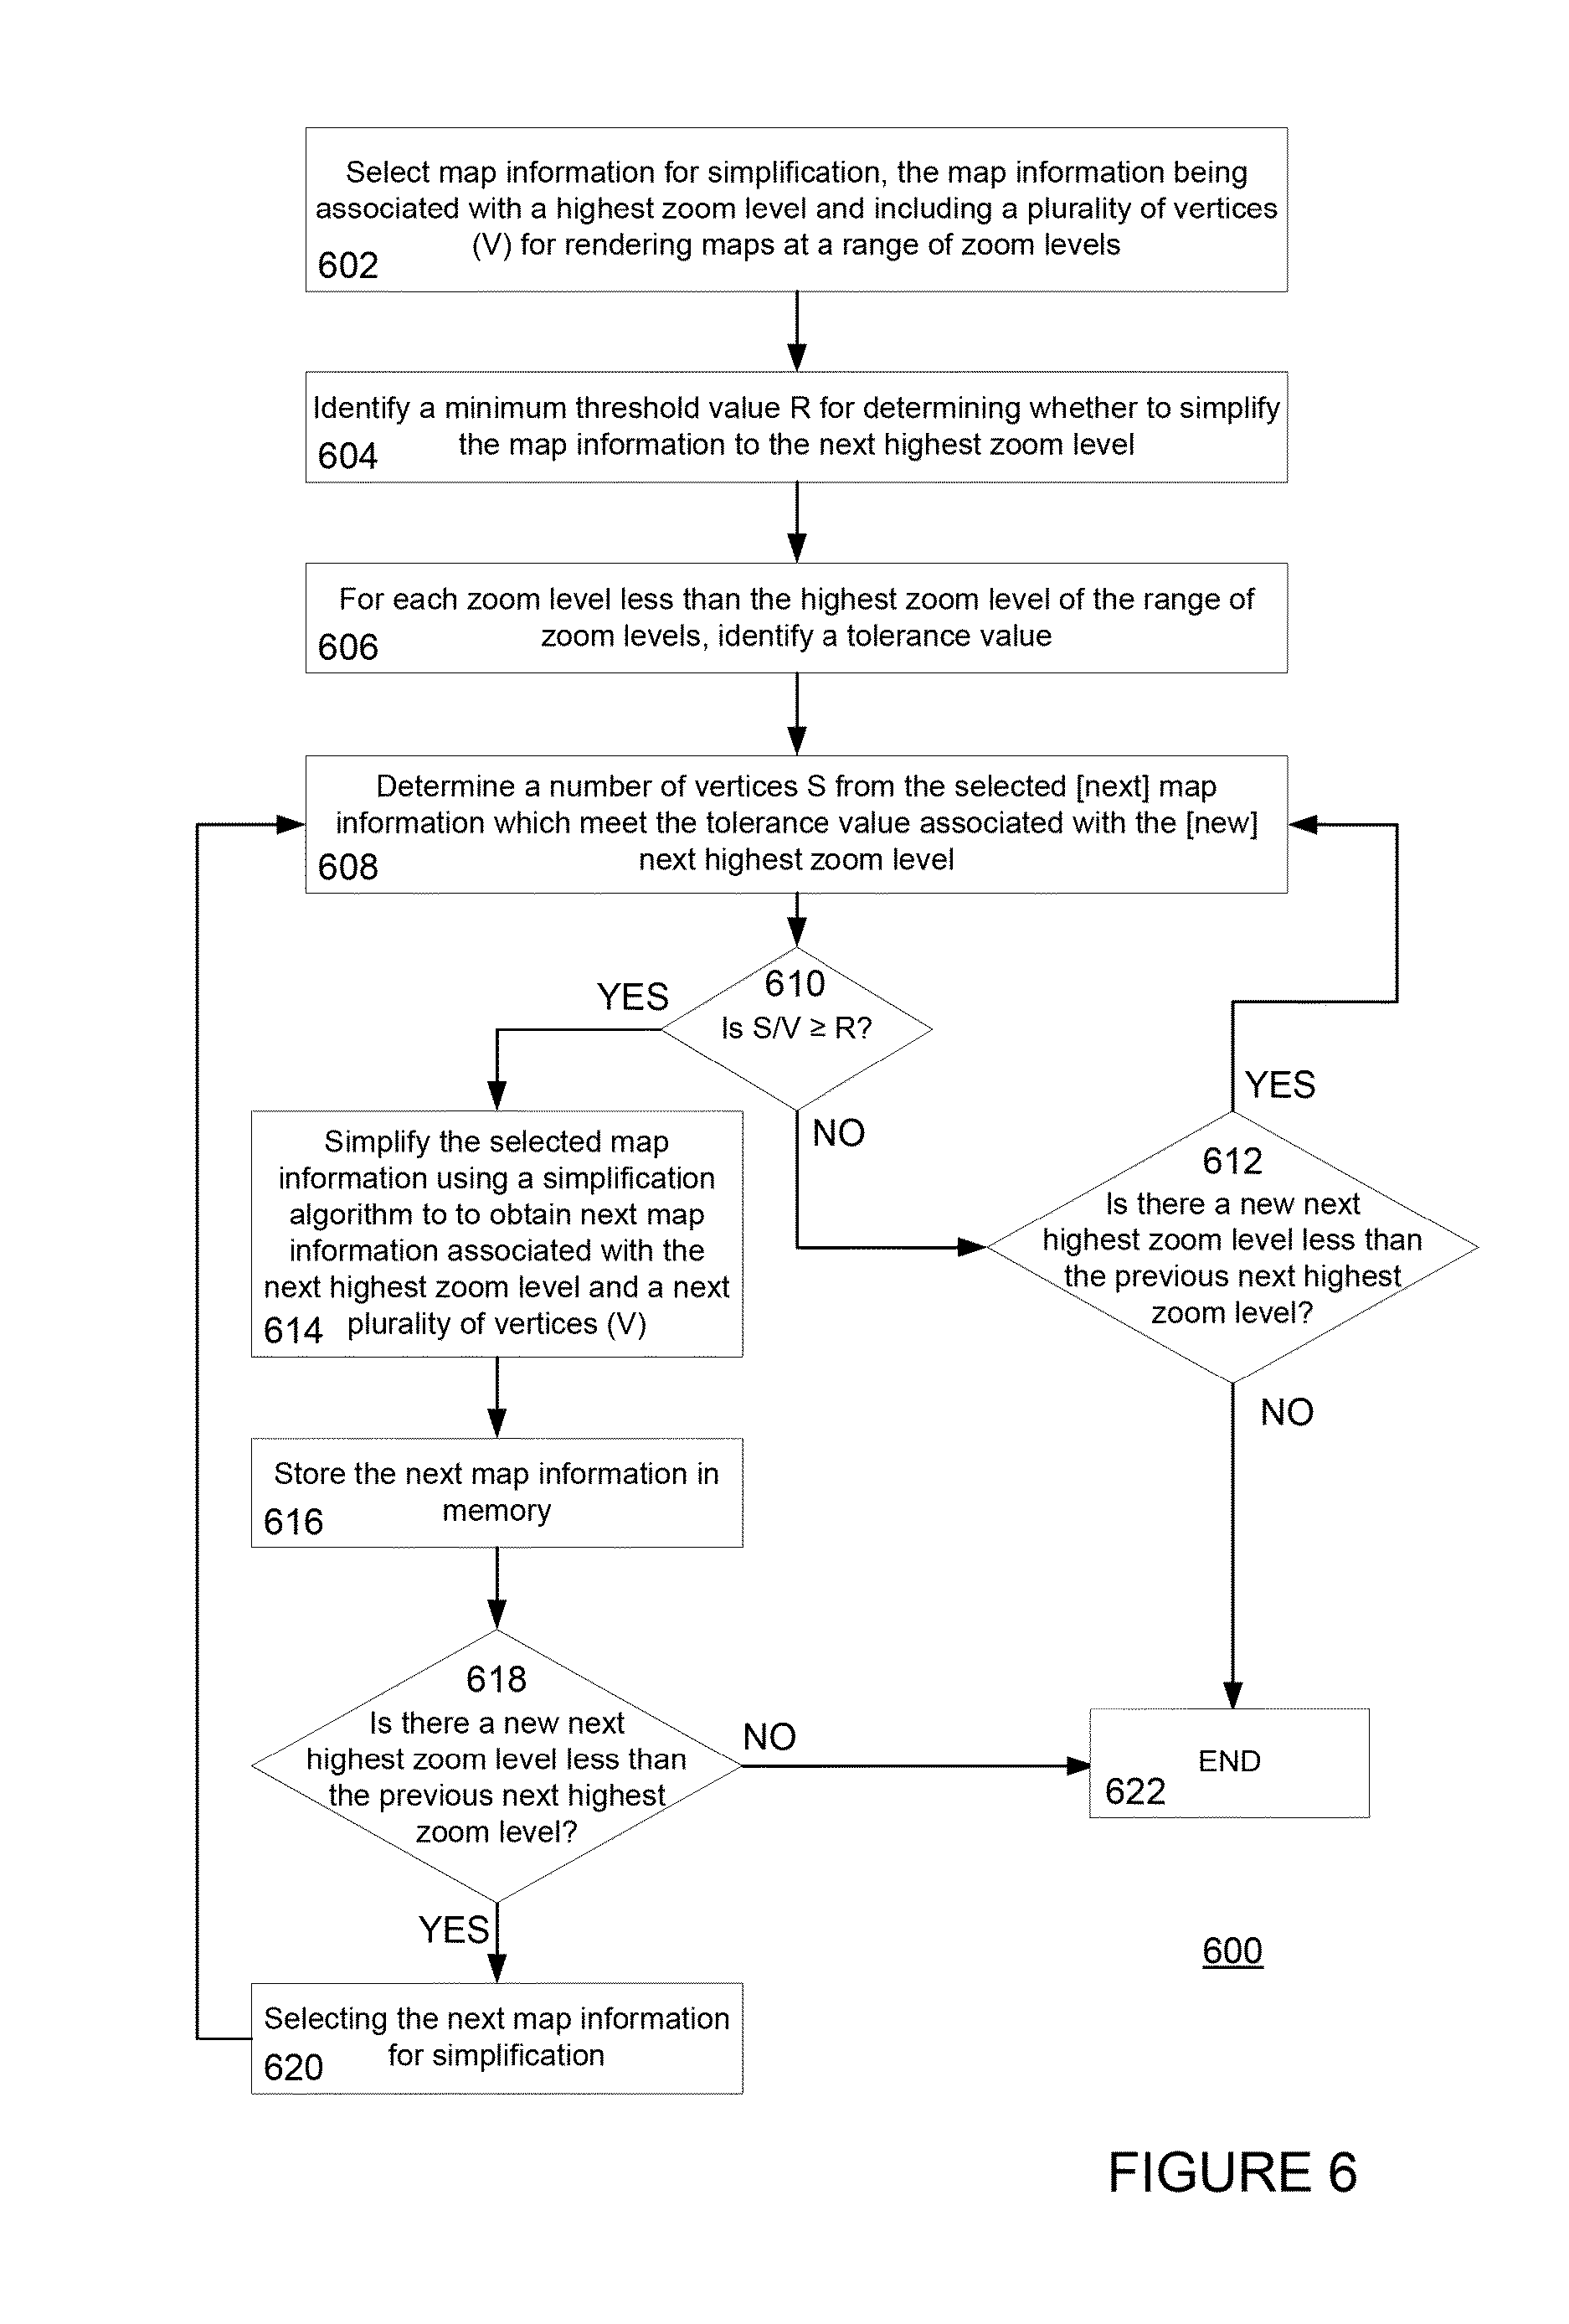 Select map information for simplification, the map information being
associated with a highest zoom level and including a plurality of vertices
(V) for rendering maps at a range of zoom levels
602
Identify a minimum threshold value R for determining whether to simplify
the map information to the next highest zoom level
604
For each zoom level less than the highest zoom level of the range of
zoom levels, identify a tolerance value
606
Determine a number of vertices S from the selected [next] map
information which meet the tolerance value associated with the [new]
next highest zoom level
608
610
Is S/V ≥ R?
YES
NO
YES
612
Is there a new next
highest zoom level less than
the previous next highest
zoom level?
NO
Simplify the selected map
information using a simplification
algorithm to to obtain next map
information associated with the
next highest zoom level and a next
plurality of vertices (V)
614
Store the next map information in
memory
616
618
Is there a new next
highest zoom level less than
the previous next highest
zoom level?
NO
YES
END
622
Selecting the next map information
for simplification
620
600
FIGURE 6